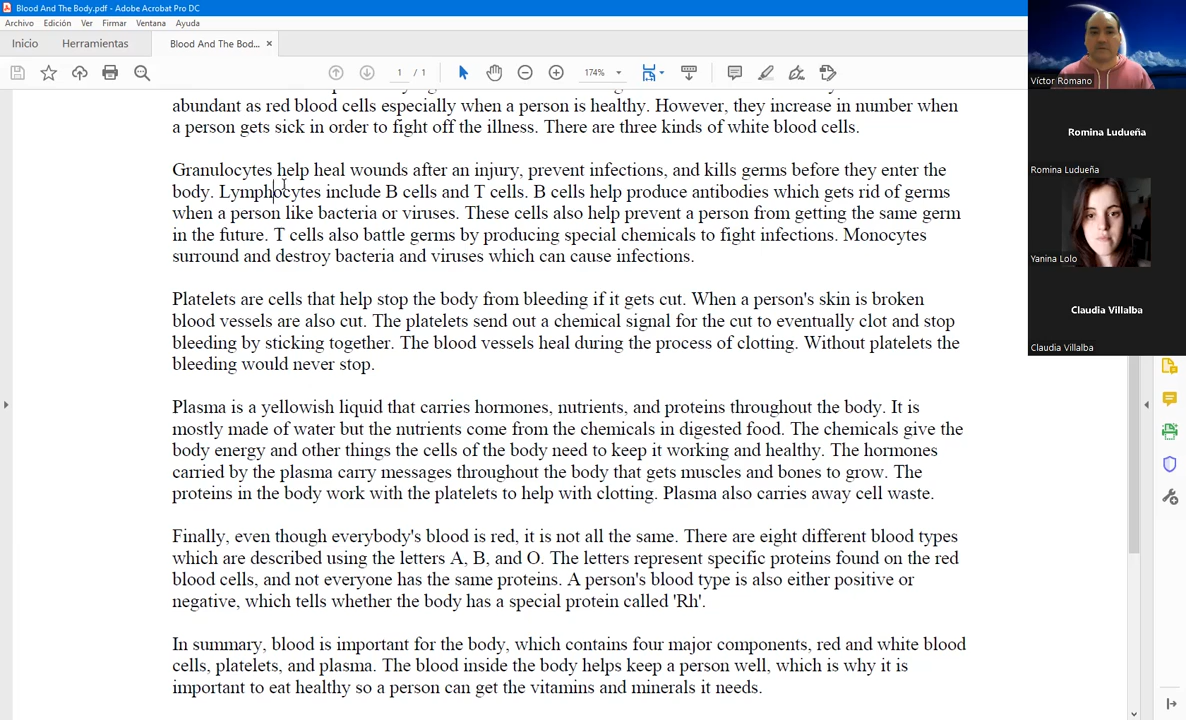 Blood And The Body.pdf - Adobe Acrobat Pro DC
Archivo Edición Ver Firmar Ventana Ayuda
Inicio Herramientas Blood And The Bod... ×
1 / 1 174%
abundant as red blood cells especially when a person is healthy. However, they increase in number when
a person gets sick in order to fight off the illness. There are three kinds of white blood cells.
Granulocytes help heal wounds after an injury, prevent infections, and kills germs before they enter the
body. Lymphocytes include B cells and T cells. B cells help produce antibodies which gets rid of germs
when a person like bacteria or viruses. These cells also help prevent a person from getting the same germ
in the future. T cells also battle germs by producing special chemicals to fight infections. Monocytes
surround and destroy bacteria and viruses which can cause infections.
Platelets are cells that help stop the body from bleeding if it gets cut. When a person's skin is broken
blood vessels are also cut. The platelets send out a chemical signal for the cut to eventually clot and stop
bleeding by sticking together. The blood vessels heal during the process of clotting. Without platelets the
bleeding would never stop.
Plasma is a yellowish liquid that carries hormones, nutrients, and proteins throughout the body. It is
mostly made of water but the nutrients come from the chemicals in digested food. The chemicals give the
body energy and other things the cells of the body need to keep it working and healthy. The hormones
carried by the plasma carry messages throughout the body that gets muscles and bones to grow. The
proteins in the body work with the platelets to help with clotting. Plasma also carries away cell waste.
Finally, even though everybody's blood is red, it is not all the same. There are eight different blood types
which are described using the letters A, B, and O. The letters represent specific proteins found on the red
blood cells, and not everyone has the same proteins. A person's blood type is also either positive or
negative, which tells whether the body has a special protein called 'Rh'.
In summary, blood is important for the body, which contains four major components, red and white blood
cells, platelets, and plasma. The blood inside the body helps keep a person well, which is why it is
important to eat healthy so a person can get the vitamins and minerals it needs.
Víctor Romano
Romina Ludueña
Romina Ludueña
Yanina Lolo
Claudia Villalba
Claudia Villalba